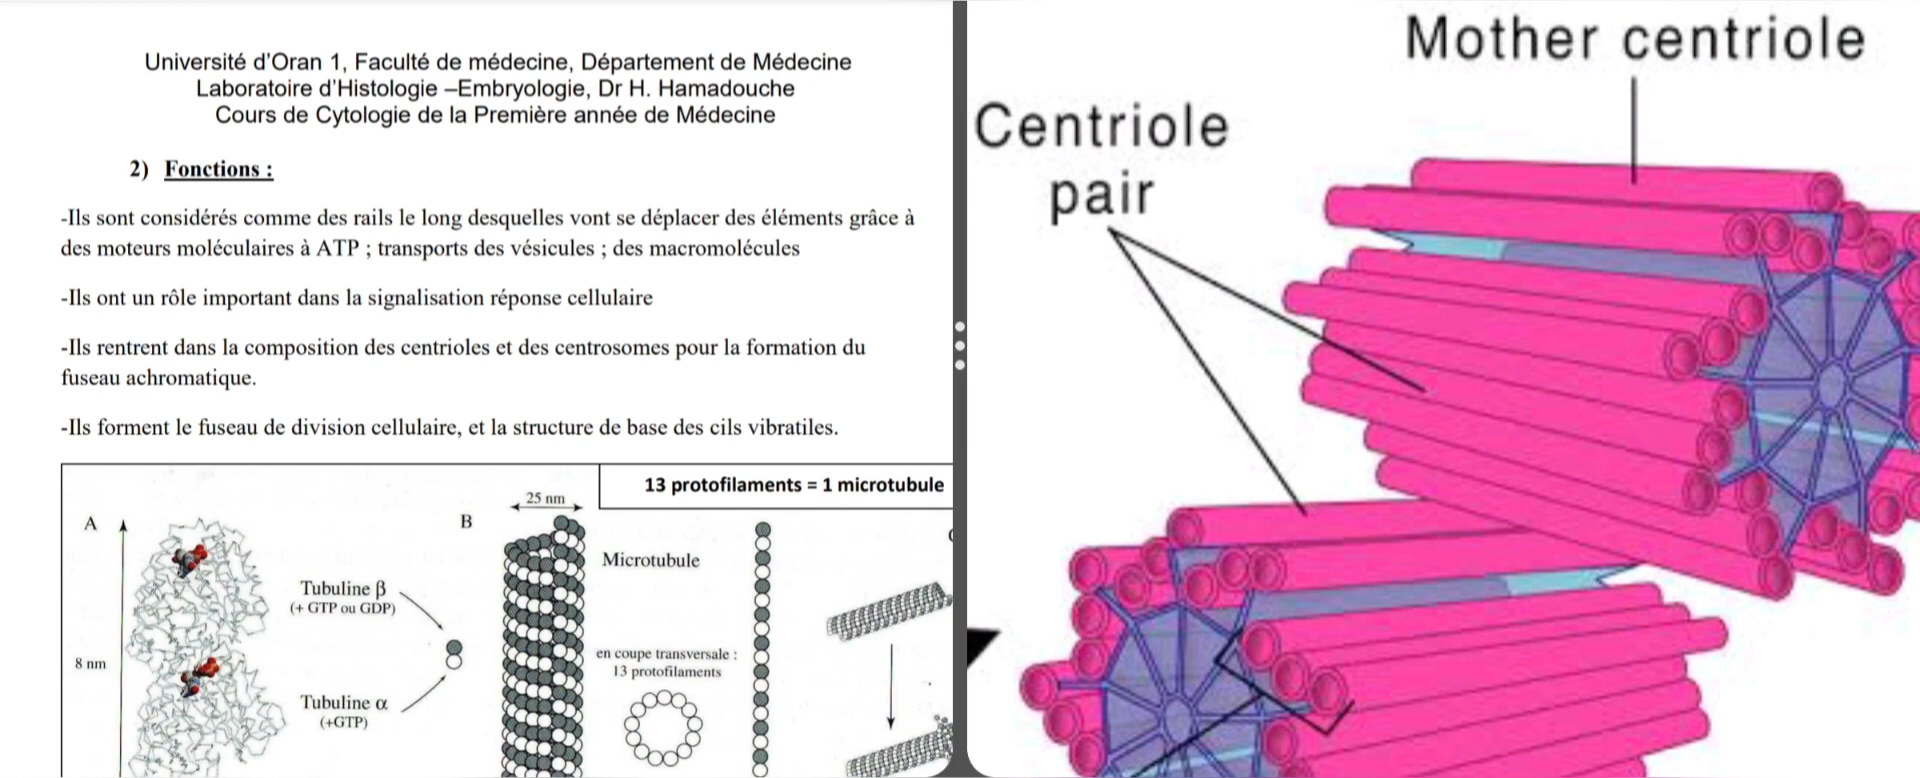 Université d'Oran 1, Faculté de médecine, Département de Médecine
Laboratoire d'Histologie –Embryologie, Dr H. Hamadouche
Cours de Cytologie de la Première année de Médecine
2) Fonctions :
-Ils sont considérés comme des rails le long desquelles vont se déplacer des éléments grâce à
des moteurs moléculaires à ATP ; transports des vésicules ; des macromolécules
-Ils ont un rôle important dans la signalisation réponse cellulaire
-Ils rentrent dans la composition des centrioles et des centrosomes pour la formation du
fuseau achromatique.
-Ils forment le fuseau de division cellulaire, et la structure de base des cils vibratiles.
13 protofilaments = 1 microtubule
A
8 nm
Tubuline β
(+ GTP ou GDP)
Tubuline α
(+GTP)
B
25 nm
Microtubule
en coupe transversale :
13 protofilaments
Mother centriole
Centriole
pair